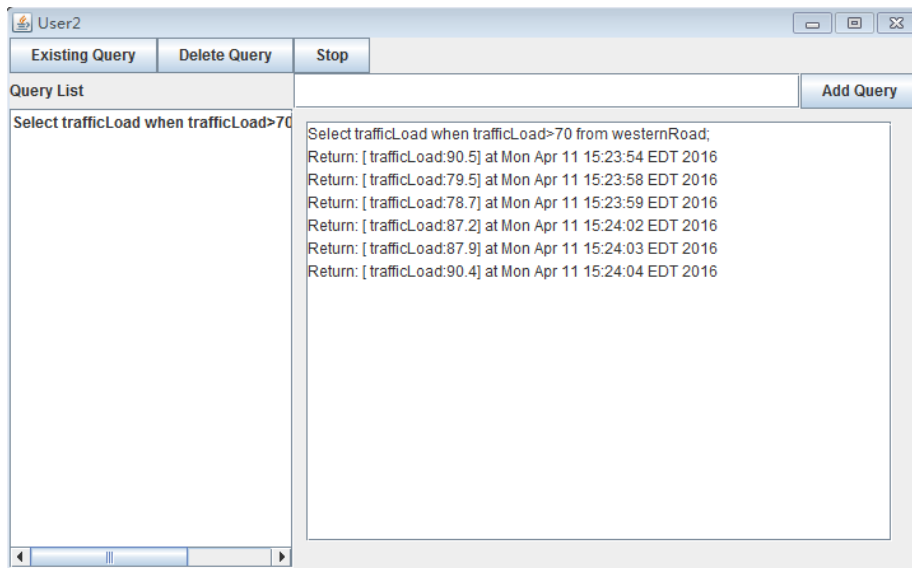 User2
Existing Query
Delete Query
Stop
Query List
Add Query
Select trafficLoad when trafficLoad>70
Select trafficLoad when trafficLoad>70 from westernRoad;
Return: [ trafficLoad:90.5] at Mon Apr 11 15:23:54 EDT 2016
Return: [ trafficLoad:79.5] at Mon Apr 11 15:23:58 EDT 2016
Return: [ trafficLoad:78.7] at Mon Apr 11 15:23:59 EDT 2016
Return: [ trafficLoad:87.2] at Mon Apr 11 15:24:02 EDT 2016
Return: [ trafficLoad:87.9] at Mon Apr 11 15:24:03 EDT 2016
Return: [ trafficLoad:90.4] at Mon Apr 11 15:24:04 EDT 2016